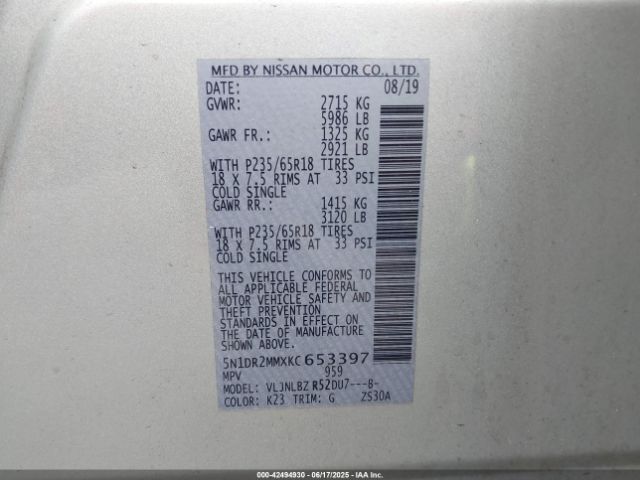 MFD BY NISSAN MOTOR CO., LTD.
DATE: 08/19
GVWR: 2715 KG
5986 LB
GAWR FR.: 1325 KG
2921 LB
WITH P235/65R18 TIRES
18 X 7.5 RIMS AT 33 PSI
COLD SINGLE
GAWR RR.: 1415 KG
3120 LB
WITH P235/65R18 TIRES
18 X 7.5 RIMS AT 33 PSI
COLD SINGLE
THIS VEHICLE CONFORMS TO
ALL APPLICABLE FEDERAL
MOTOR VEHICLE SAFETY AND
THEFT PREVENTION
STANDARDS IN EFFECT ON
THE DATE OF MANUFACTURE
SHOWN ABOVE.
5N1DR2MMXKC653397
MPV 959
MODEL: VLJNLBZ R52DU7---B-
COLOR: K23 TRIM: G ZS30A
000-42494930 - 06/17/2025 - IAA Inc.